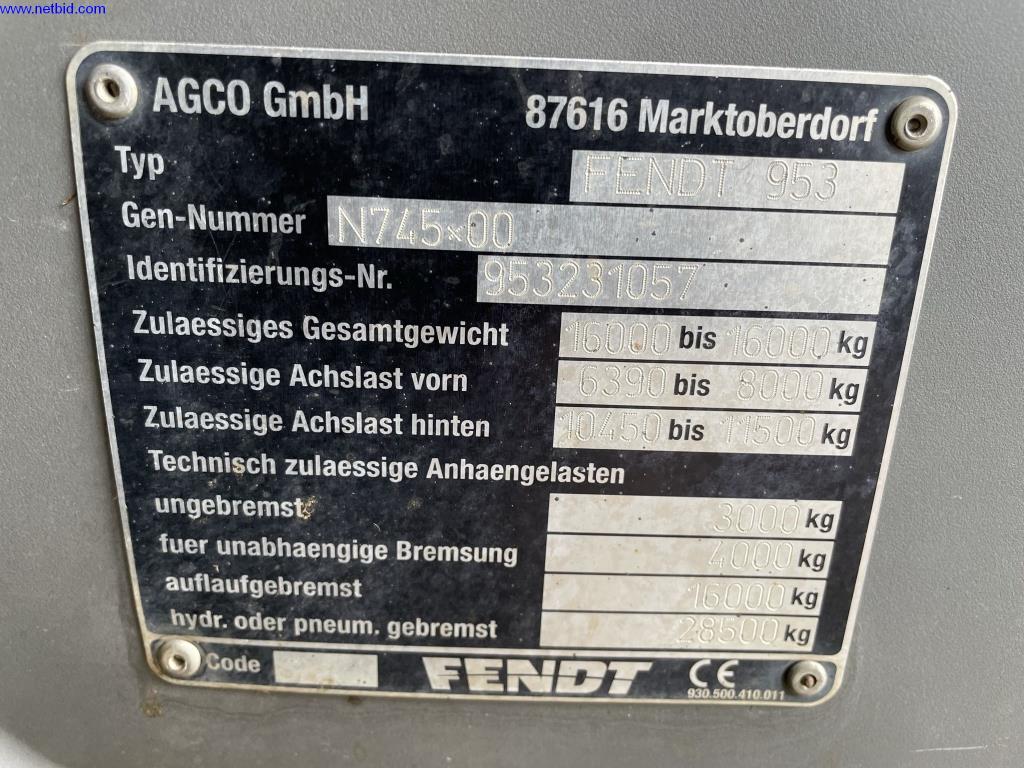 www.netbid.com
AGCO GmbH 87616 Marktoberdorf
Typ FENDT 953
Gen-Nummer N745*00
Identifizierungs-Nr. 953231057
Zulaessiges Gesamtgewicht 16000 bis 16000 kg
Zulaessige Achslast vorn 6390 bis 8000 kg
Zulaessige Achslast hinten 10450 bis 11500 kg
Technisch zulaessige Anhaengelasten
ungebremst 3000 kg
fuer unabhaengige Bremsung 4000 kg
auflaufgebremst 16000 kg
hydr. oder pneum. gebremst 28500 kg
Code FENDT CE
930.500.410.011